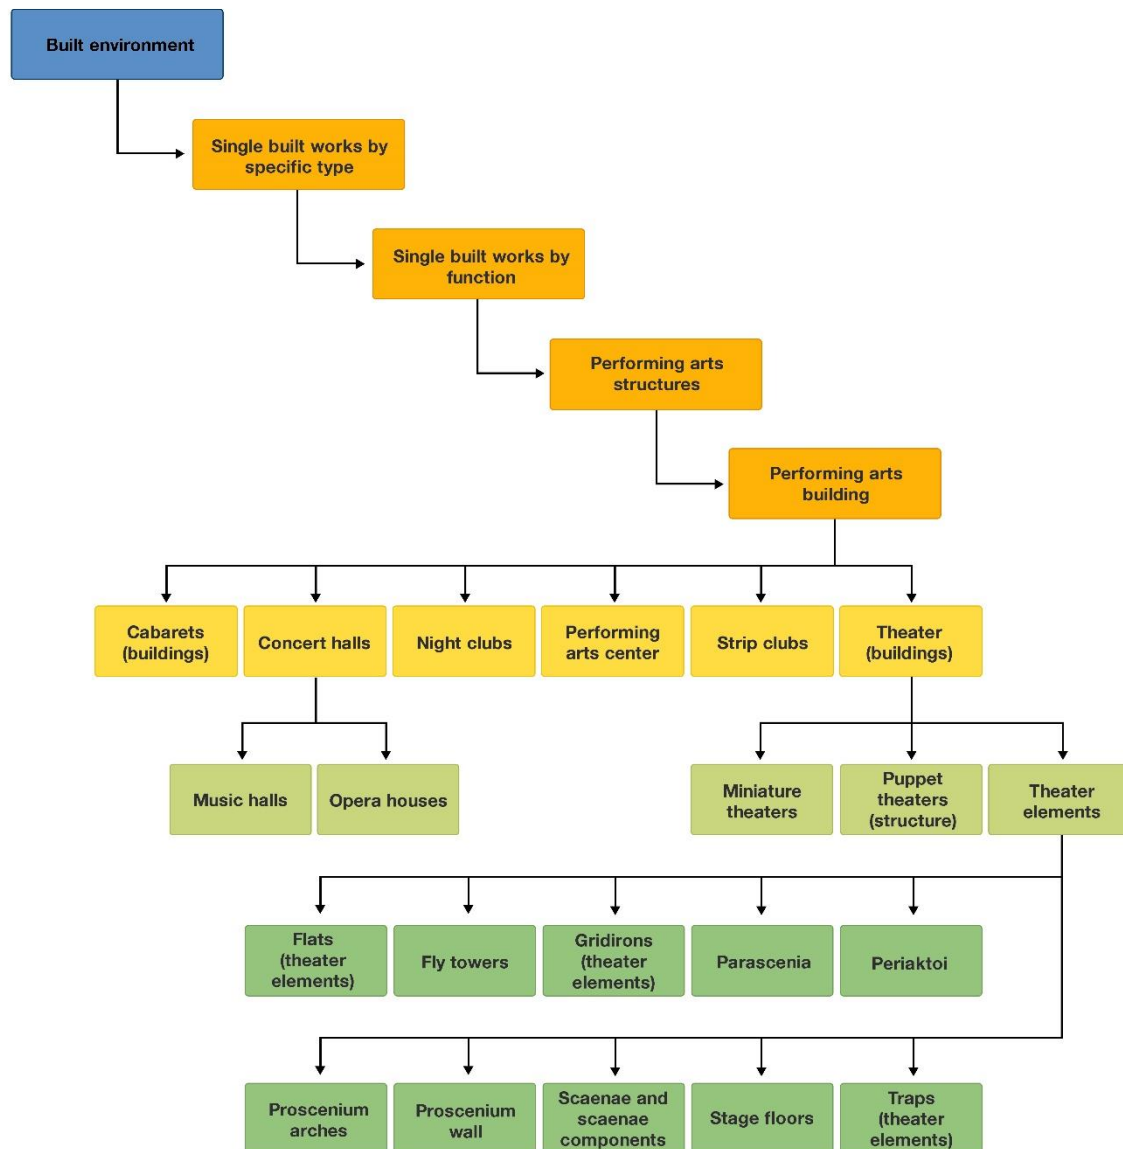 Built environment
Single built works by
specific type
Single built works by
function
Performing arts
structures
Performing arts
building
Cabarets
(buildings)
Concert halls
Night clubs
Performing
arts center
Strip clubs
Theater
(buildings)
Music halls
Opera houses
Miniature
theaters
Puppet
theaters
(structure)
Theater
elements
Flats
(theater
elements)
Fly towers
Gridirons
(theater
elements)
Parascenia
Periaktoi
Proscenium
arches
Proscenium
wall
Scaenae and
scaenae
components
Stage floors
Traps
(theater
elements)